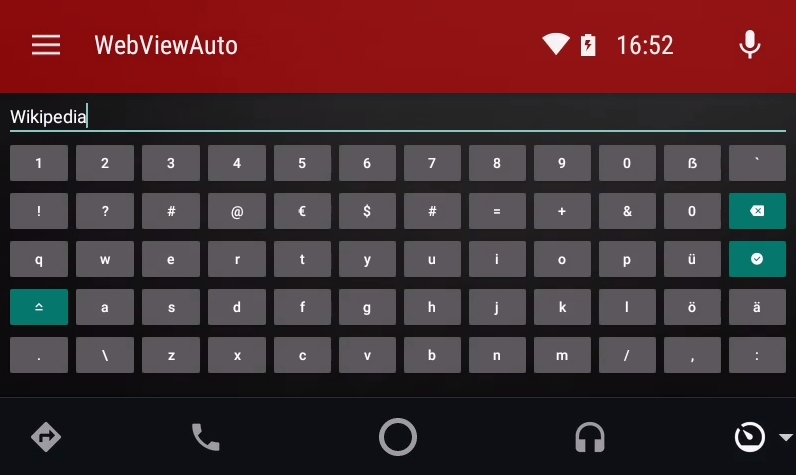 WebViewAuto 16:52
Wikipedia
1 2 3 4 5 6 7 8 9 0 ß `
! ? # @ € $ # = + & 0
q w e r t y u i o p ü
a s d f g h j k l ö ä
. \ z x c v b n m / , :